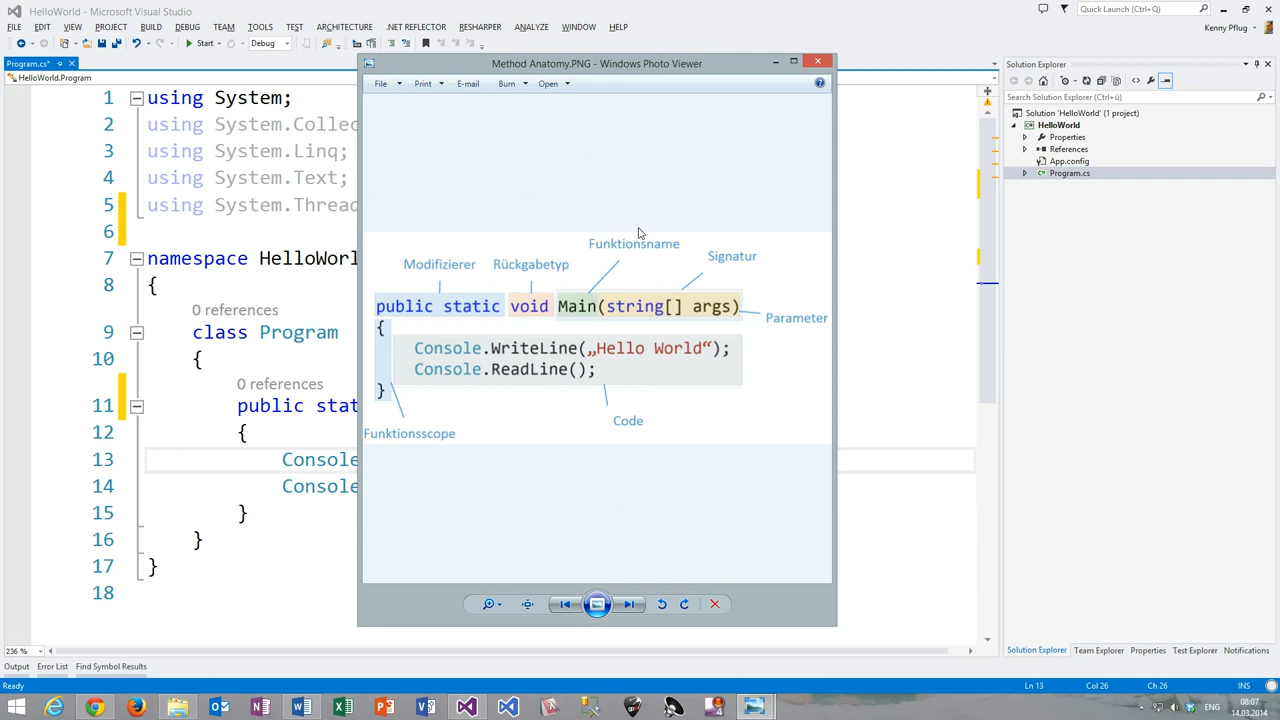 HelloWorld - Microsoft Visual Studio
Quick Launch (Ctrl+Q)
FILE EDIT VIEW PROJECT BUILD DEBUG TEAM TOOLS TEST ARCHITECTURE .NET REFLECTOR RESHARPER ANALYZE WINDOW HELP
Kenny Pflug
Start Debug
Program.cs*
HelloWorld.Program
1 using System;
2 using System.Collec
3 using System.Linq;
4 using System.Text;
5 using System.Thread
6
7 namespace HelloWorl
8 {
0 references
9 class Program
10 {
0 references
11 public stat
12 {
13 Console
14 Console
15 }
16 }
17 }
18
236 %
Method Anatomy.PNG - Windows Photo Viewer
File Print E-mail Burn Open
Funktionsname
Signatur
Modifizierer Rückgabetyp
public static void Main(string[] args)
Parameter
{
Console.WriteLine(„Hello World“);
Console.ReadLine();
}
Code
Funktionsscope
Solution Explorer
Search Solution Explorer (Ctrl+ü)
Solution 'HelloWorld' (1 project)
HelloWorld
Properties
References
App.config
Program.cs
Solution Explorer Team Explorer Properties Test Explorer Notifications
Output Error List Find Symbol Results
Ready Ln 13 Col 26 Ch 26 INS
ENG
08:07
14.03.2014